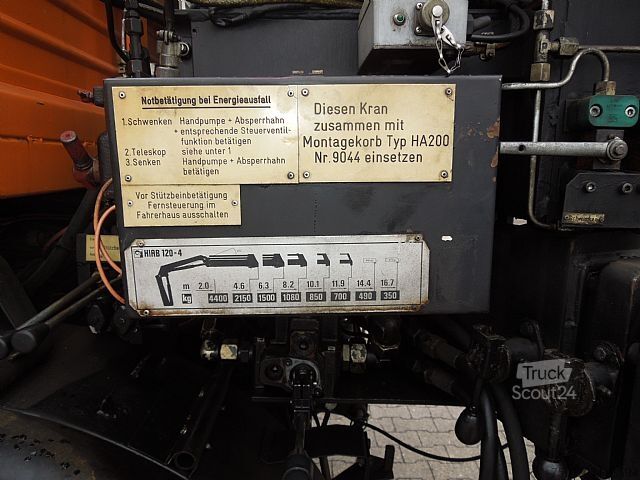 Notbetätigung bei Energieausfall
1.Schwenken Handpumpe + Absperrhahn
+ entsprechende Steuerventil-
funktion betätigen
2.Teleskop siehe unter 1
3.Senken Handpumpe + Absperrhahn
betätigen
Diesen Kran
zusammen mit
Montagekorb Typ HA200
Nr.9044 einsetzen
Vor Stützbeinbetätigung
Fernsteuerung im
Fahrerhaus ausschalten
HIAB 120-4
m 2.0 4.6 6.3 8.2 10.1 11.9 14.4 16.7
kg 4400 2150 1500 1080 850 700 490 350
Truck
Scout24